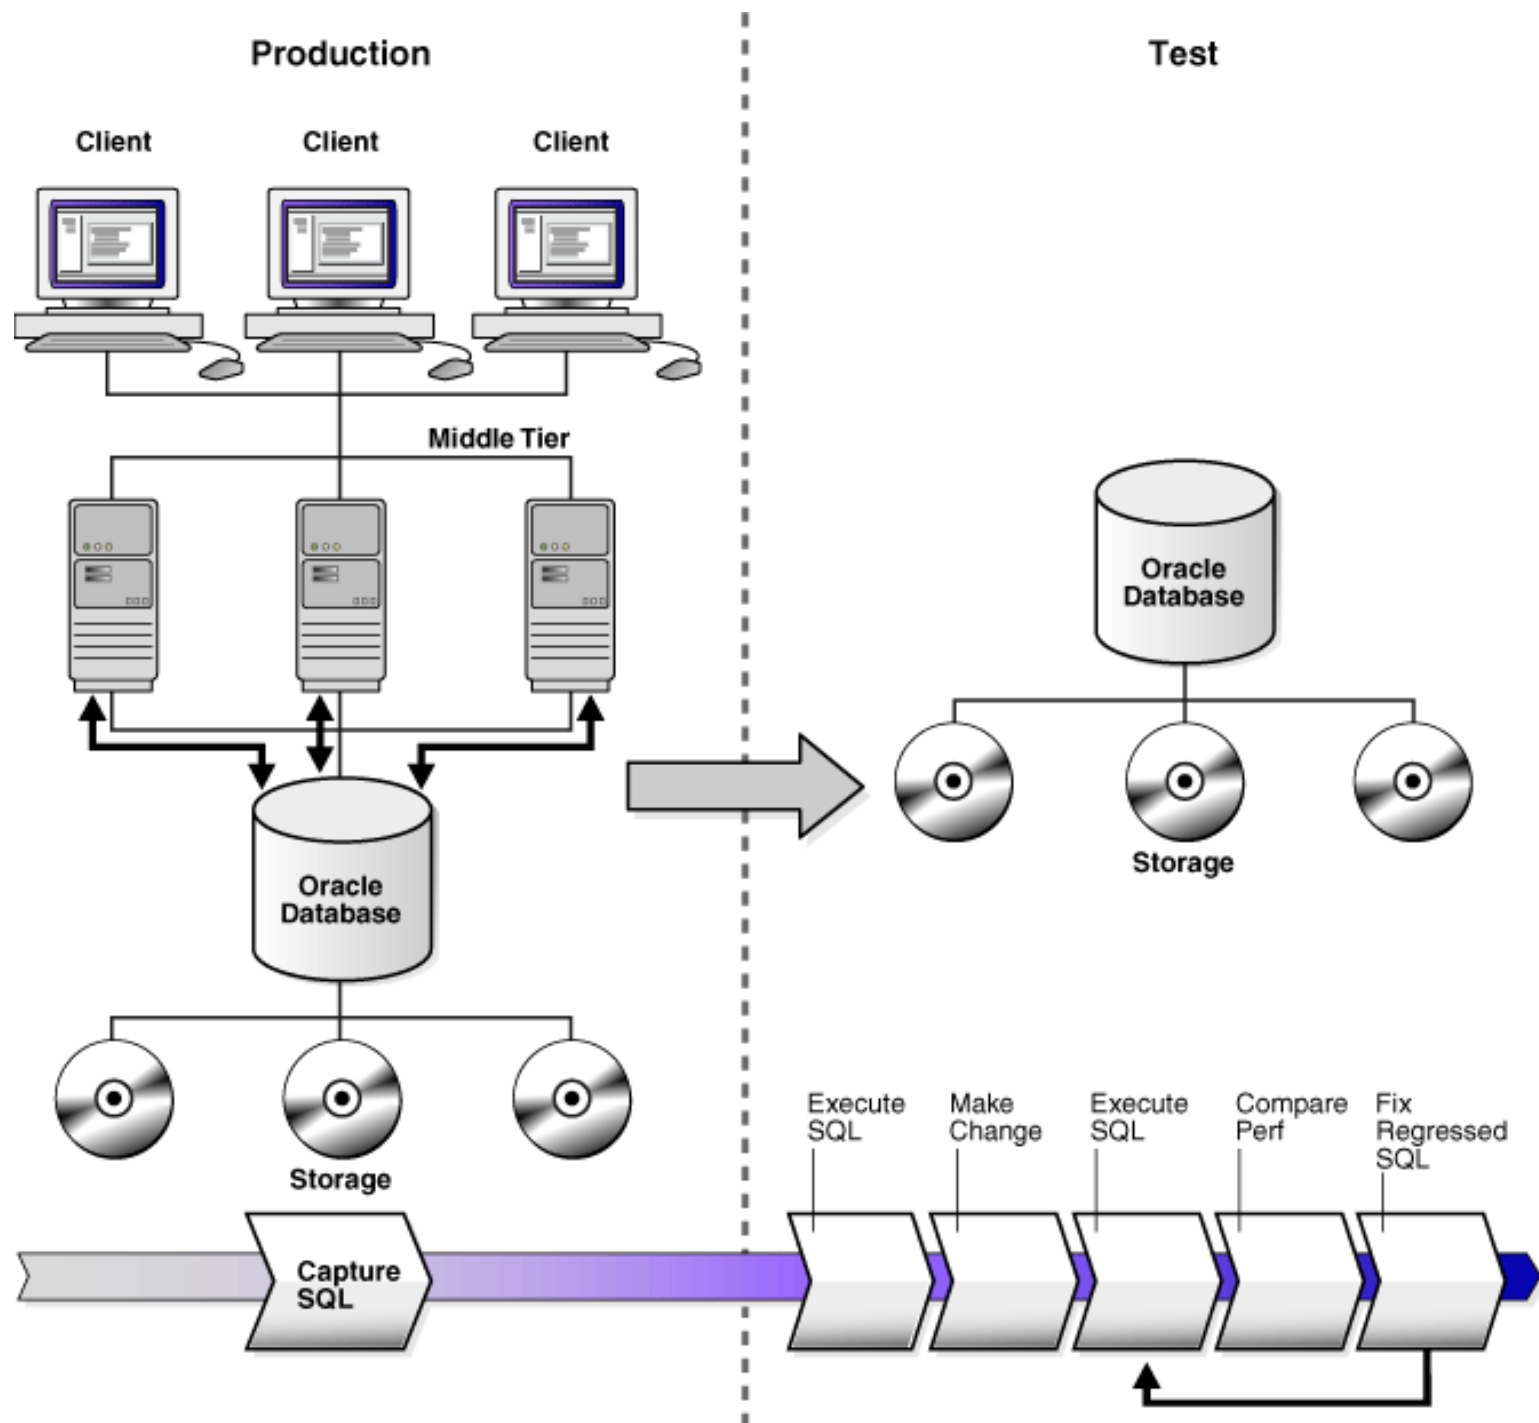 Production
Test
Client
Client
Client
Middle Tier
Oracle
Database
Storage
Oracle
Database
Storage
Capture
SQL
Execute
SQL
Make
Change
Execute
SQL
Compare
Perf
Fix
Regressed
SQL